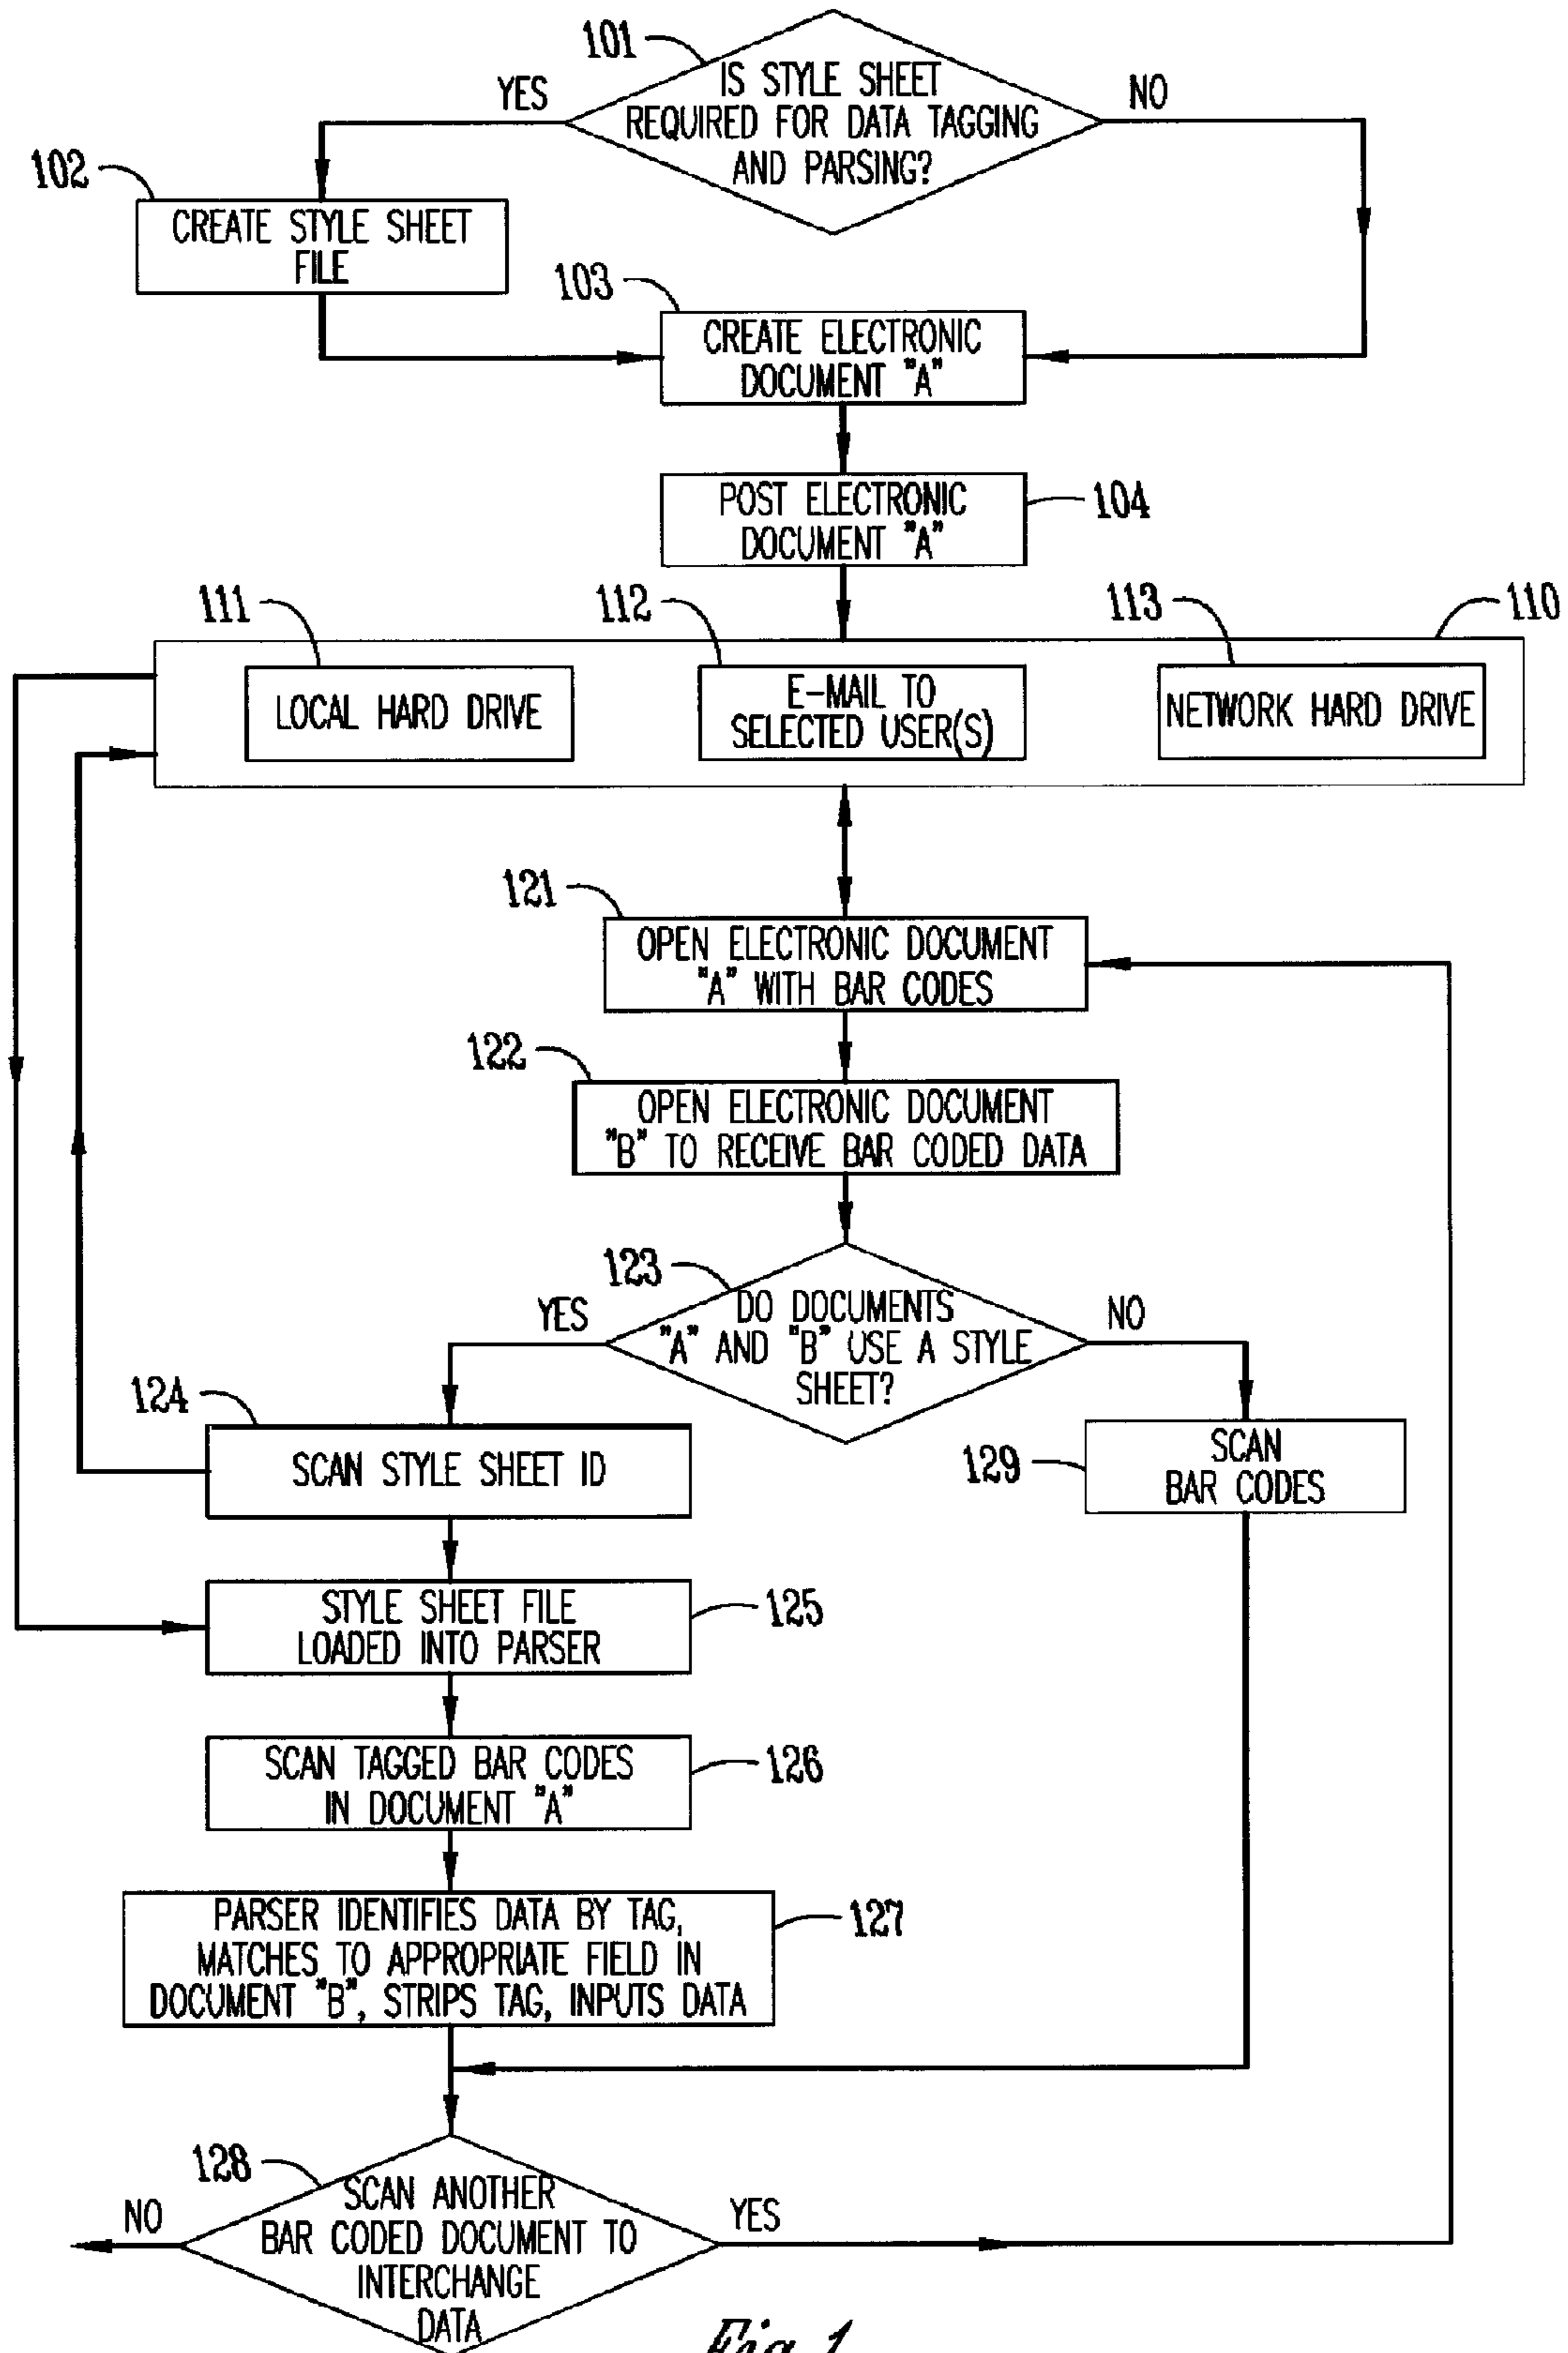 101
IS STYLE SHEET
REQUIRED FOR DATA TAGGING
AND PARSING?
YES
NO
102
CREATE STYLE SHEET
FILE
103
CREATE ELECTRONIC
DOCUMENT "A"
POST ELECTRONIC
DOCUMENT "A"
104
111
112
113
110
LOCAL HARD DRIVE
E-MAIL TO
SELECTED USER(S)
NETWORK HARD DRIVE
121
OPEN ELECTRONIC DOCUMENT
"A" WITH BAR CODES
122
OPEN ELECTRONIC DOCUMENT
"B" TO RECEIVE BAR CODED DATA
123
DO DOCUMENTS
"A" AND "B" USE A STYLE
SHEET?
YES
NO
124
SCAN STYLE SHEET ID
129
SCAN
BAR CODES
STYLE SHEET FILE
LOADED INTO PARSER
125
SCAN TAGGED BAR CODES
IN DOCUMENT "A"
126
PARSER IDENTIFIES DATA BY TAG,
MATCHES TO APPROPRIATE FIELD IN
DOCUMENT "B", STRIPS TAG, INPUTS DATA
127
128
SCAN ANOTHER
BAR CODED DOCUMENT TO
INTERCHANGE
DATA
NO
YES
Fig. 1